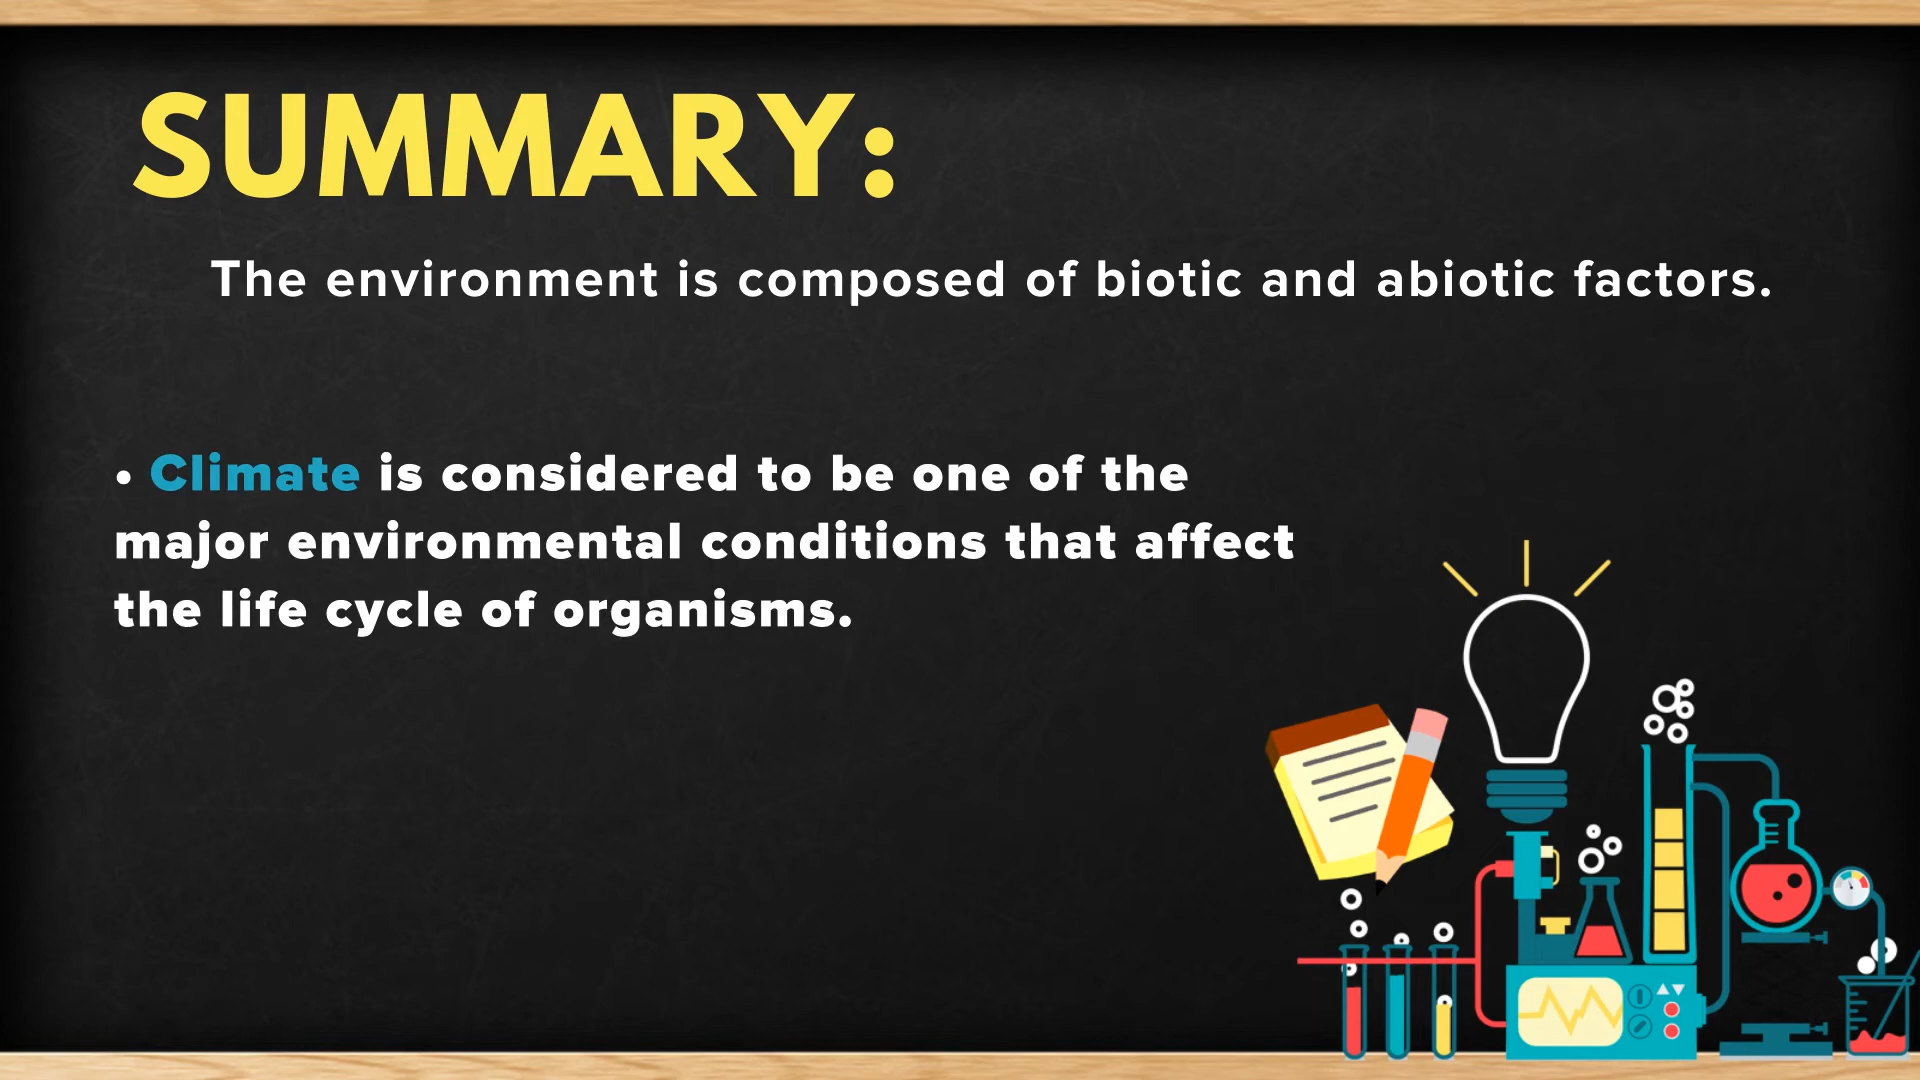 SUMMARY:
The environment is composed of biotic and abiotic factors.
• Climate is considered to be one of the
major environmental conditions that affect
the life cycle of organisms.